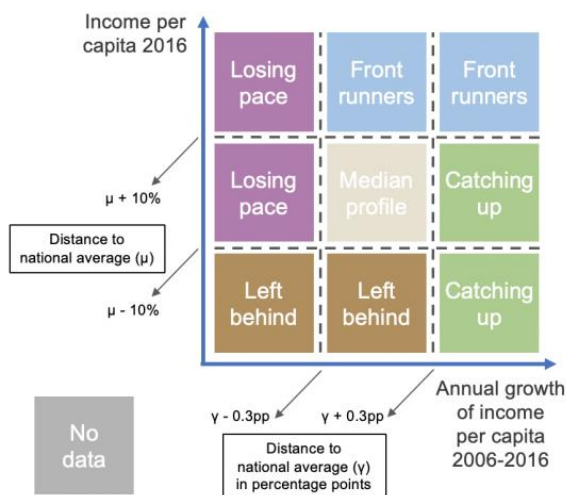 Income per
capita 2016
Losing
pace
Front
runners
Front
runners
μ + 10%
Losing
pace
Median
profile
Catching
up
Distance to
national average (μ)
μ - 10%
Left
behind
Left
behind
Catching
up
γ - 0.3pp
γ + 0.3pp
Annual growth
of income
per capita
2006-2016
No
data
Distance to
national average (γ)
in percentage points